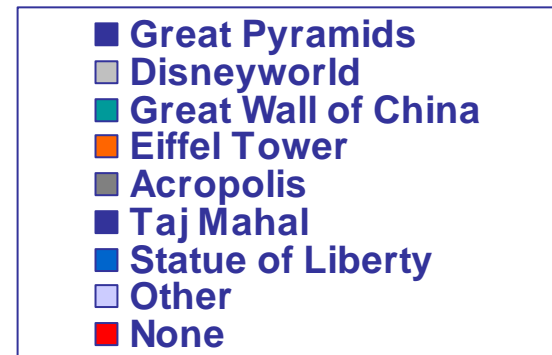 Great Pyramids
Disneyworld
Great Wall of China
Eiffel Tower
Acropolis
Taj Mahal
Statue of Liberty
Other
None